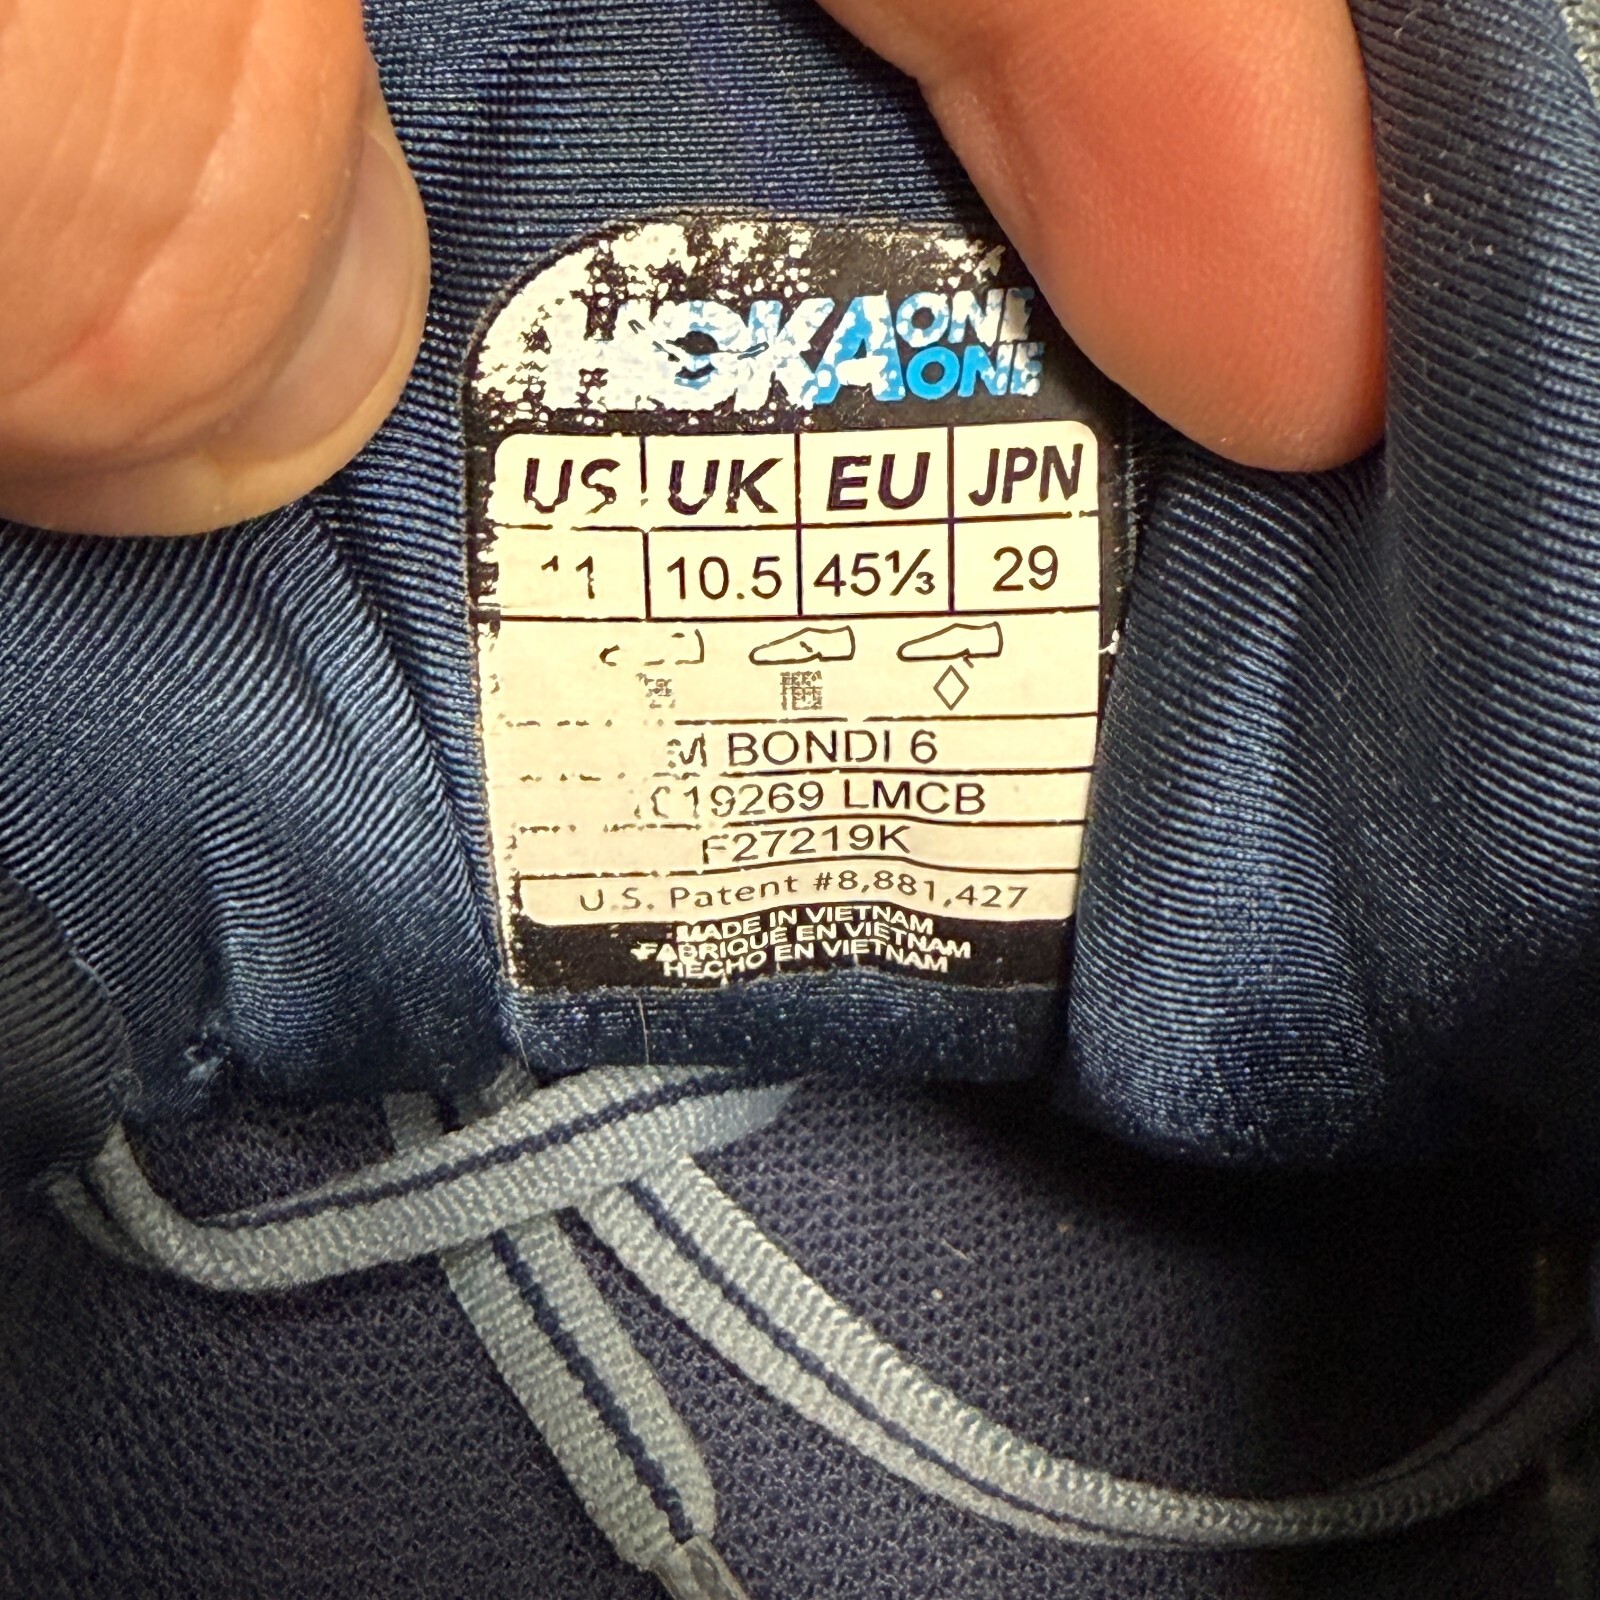 HOKA ONE ONE
US UK EU JPN
11 10.5 45⅓ 29
M BONDI 6
1019269 LMCB
F27219K
U.S. Patent #8,881,427
MADE IN VIETNAM
FABRIQUE EN VIETNAM
HECHO EN VIETNAM